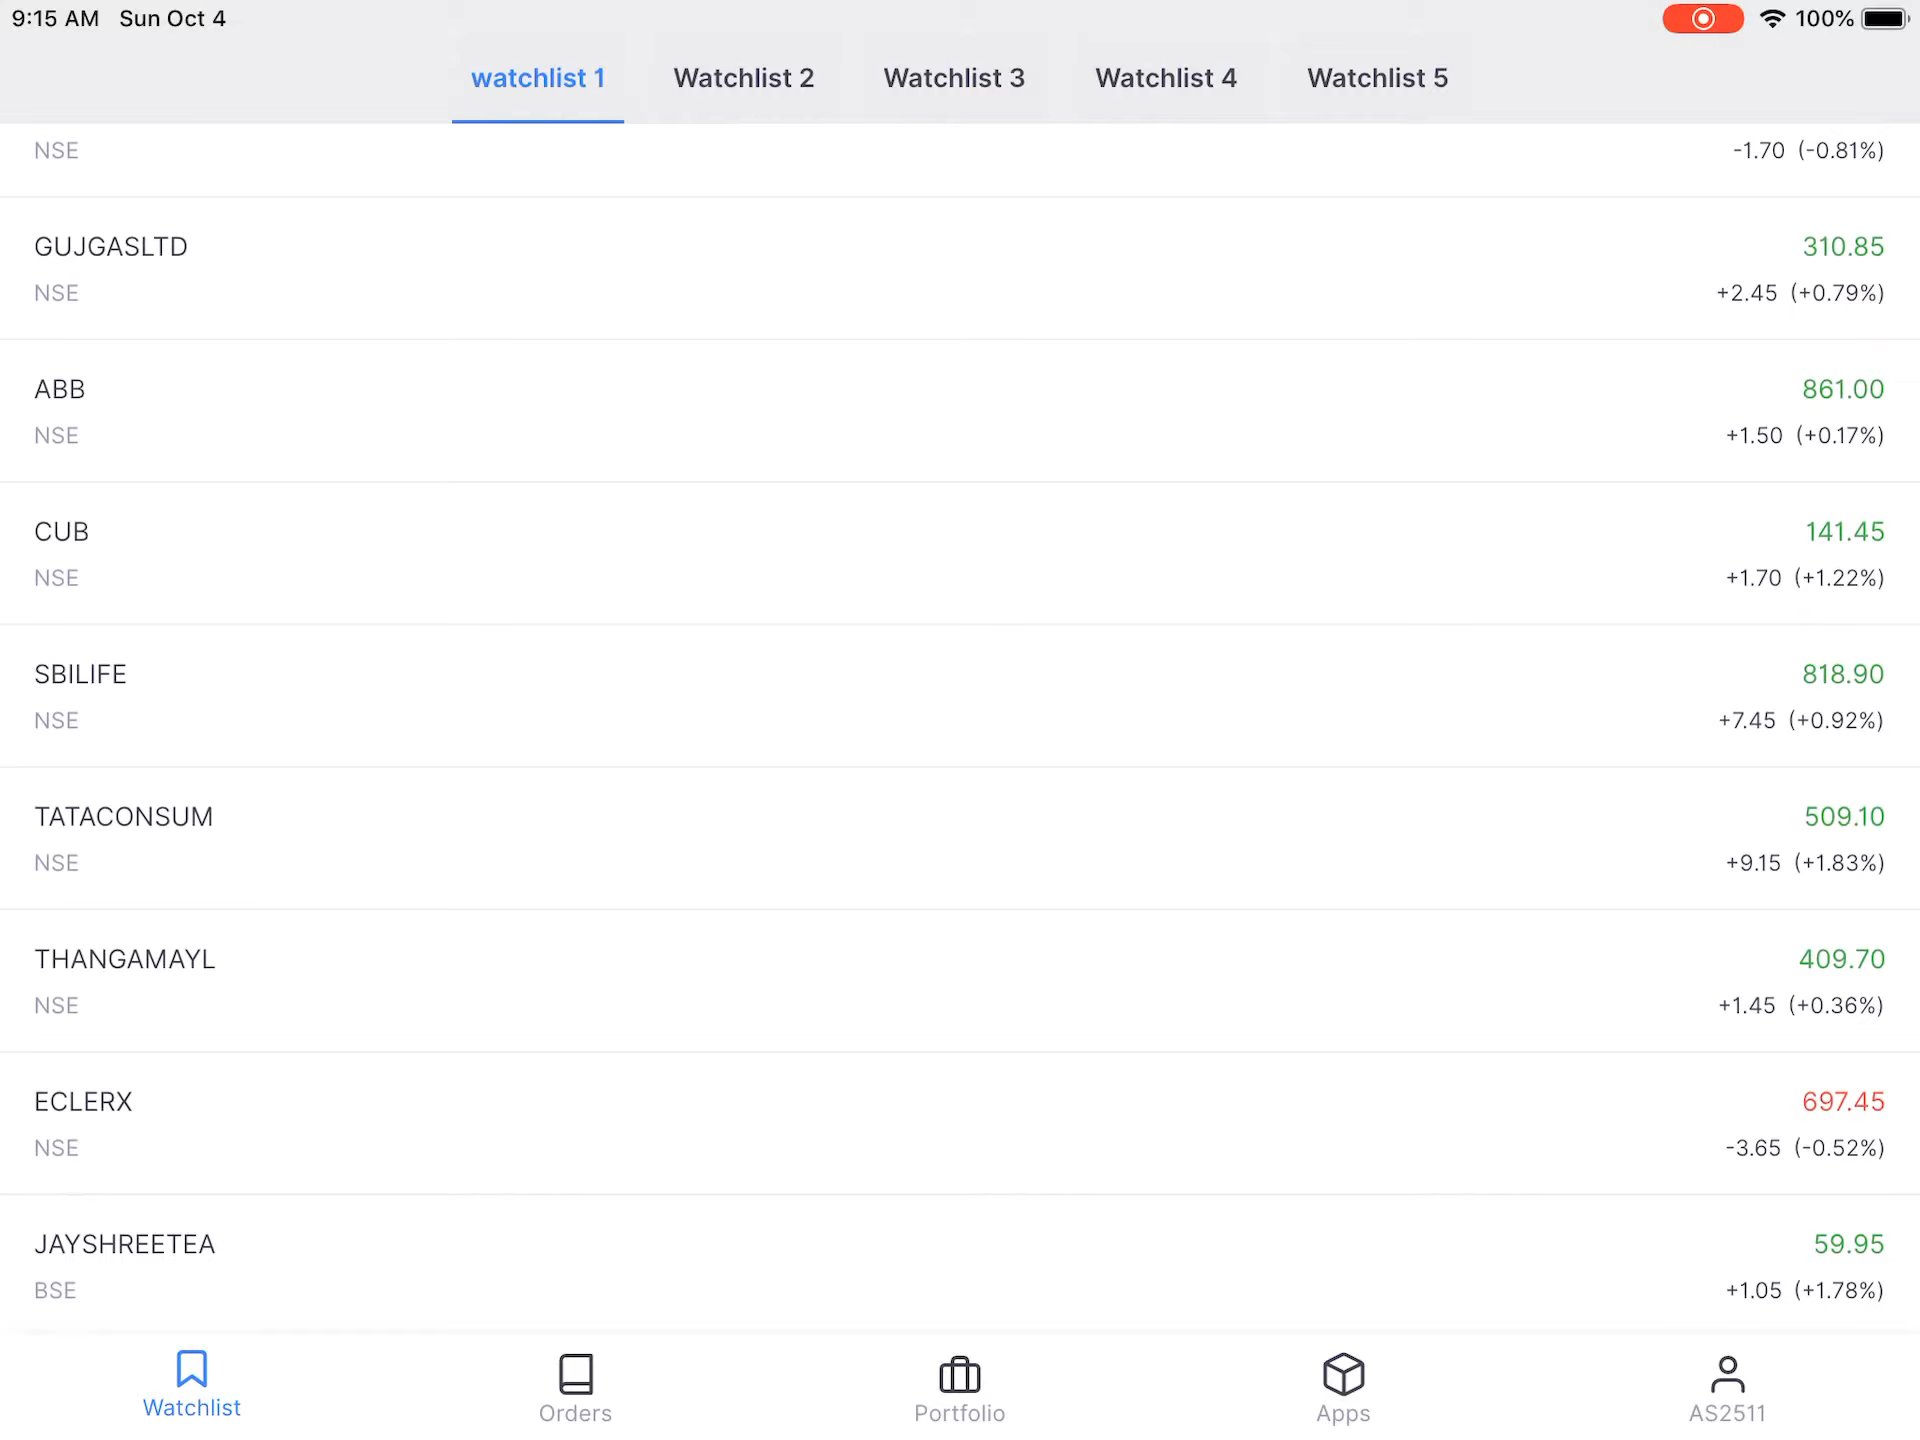 9:15 AM Sun Oct 4 100%
watchlist 1 Watchlist 2 Watchlist 3 Watchlist 4 Watchlist 5
NSE -1.70 (-0.81%)
GUJGASLTD 310.85
NSE +2.45 (+0.79%)
ABB 861.00
NSE +1.50 (+0.17%)
CUB 141.45
NSE +1.70 (+1.22%)
SBILIFE 818.90
NSE +7.45 (+0.92%)
TATACONSUM 509.10
NSE +9.15 (+1.83%)
THANGAMAYL 409.70
NSE +1.45 (+0.36%)
ECLERX 697.45
NSE -3.65 (-0.52%)
JAYSHREETEA 59.95
BSE +1.05 (+1.78%)
Watchlist Orders Portfolio Apps AS2511